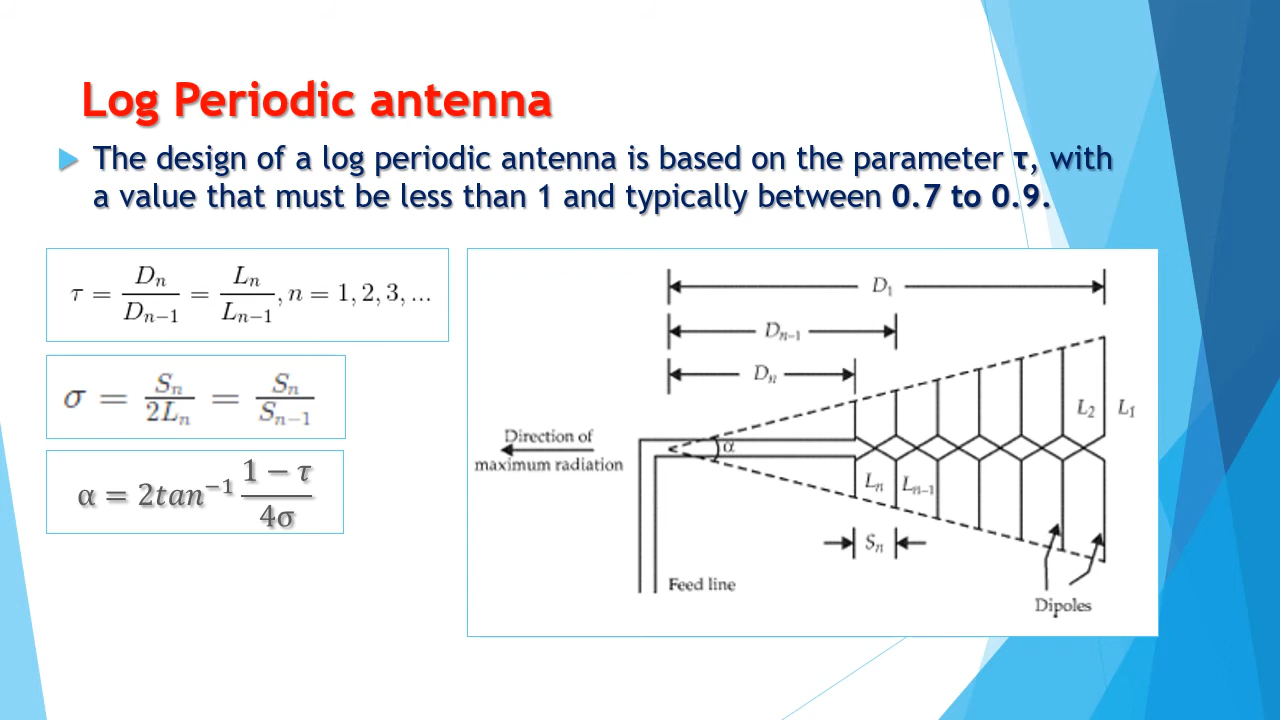 Log Periodic antenna
The design of a log periodic antenna is based on the parameter τ, with
a value that must be less than 1 and typically between 0.7 to 0.9.
τ = Dₙ/Dₙ₋₁ = Lₙ/Lₙ₋₁, n = 1, 2, 3, ...
σ = Sₙ/2Lₙ = Sₙ/Sₙ₋₁
α = 2tan⁻¹ (1 − τ)/4σ
D₁
Dₙ₋₁
Dₙ
L₂ L₁
Direction of
maximum radiation
α
Lₙ Lₙ₋₁
Sₙ
Feed line
Dipoles